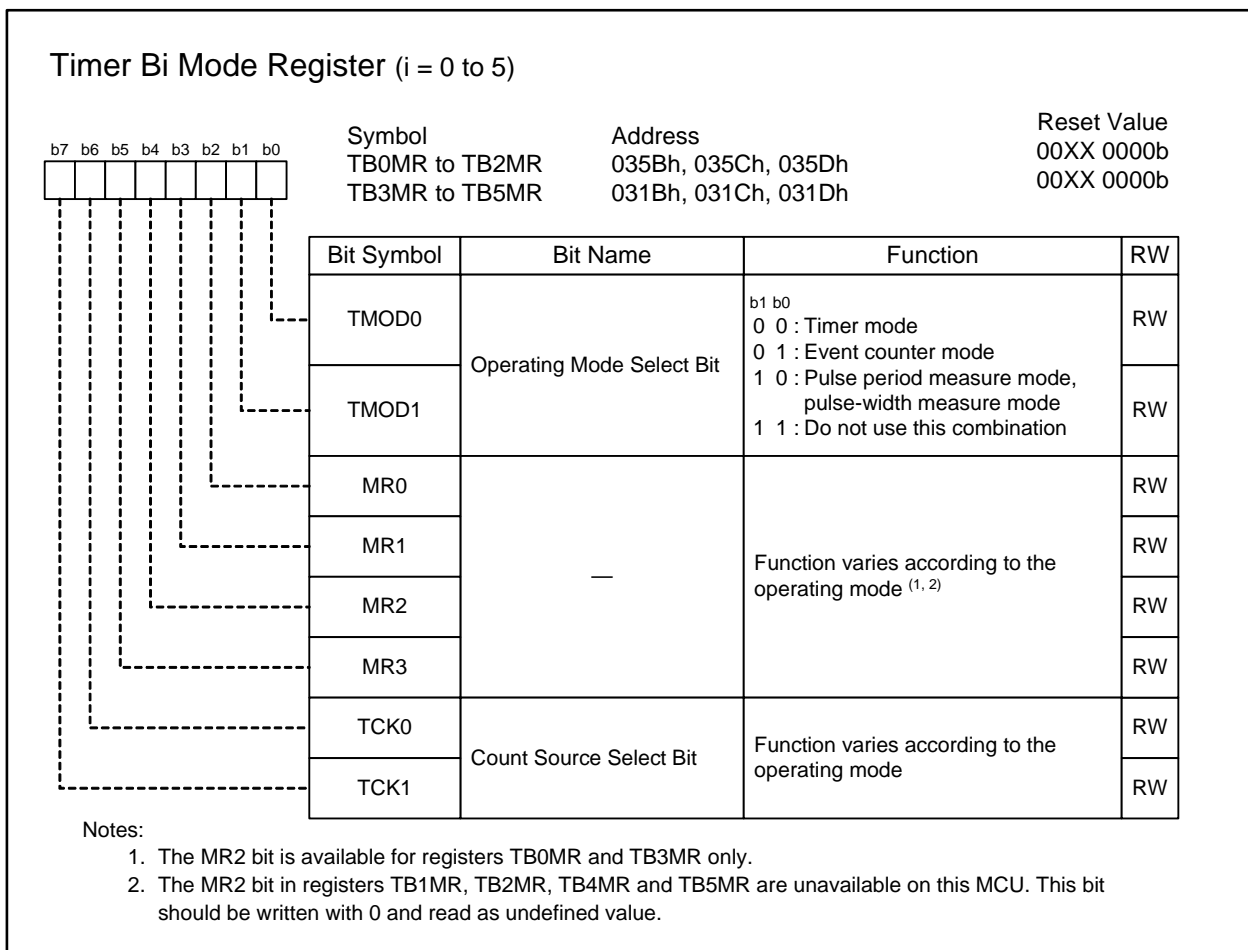 Timer Bi Mode Register (i = 0 to 5)
Symbol Address Reset Value
TB0MR to TB2MR 035Bh, 035Ch, 035Dh 00XX 0000b
TB3MR to TB5MR 031Bh, 031Ch, 031Dh 00XX 0000b
b7 b6 b5 b4 b3 b2 b1 b0
Bit Symbol Bit Name Function RW
TMOD0 RW
Operating Mode Select Bit
b1 b0
0 0 : Timer mode
0 1 : Event counter mode
1 0 : Pulse period measure mode,
pulse-width measure mode
1 1 : Do not use this combination
TMOD1 RW
MR0 RW
MR1 RW
—
Function varies according to the
operating mode (1, 2)
MR2 RW
MR3 RW
TCK0 RW
Count Source Select Bit
Function varies according to the
operating mode
TCK1 RW
Notes:
1. The MR2 bit is available for registers TB0MR and TB3MR only.
2. The MR2 bit in registers TB1MR, TB2MR, TB4MR and TB5MR are unavailable on this MCU. This bit
should be written with 0 and read as undefined value.